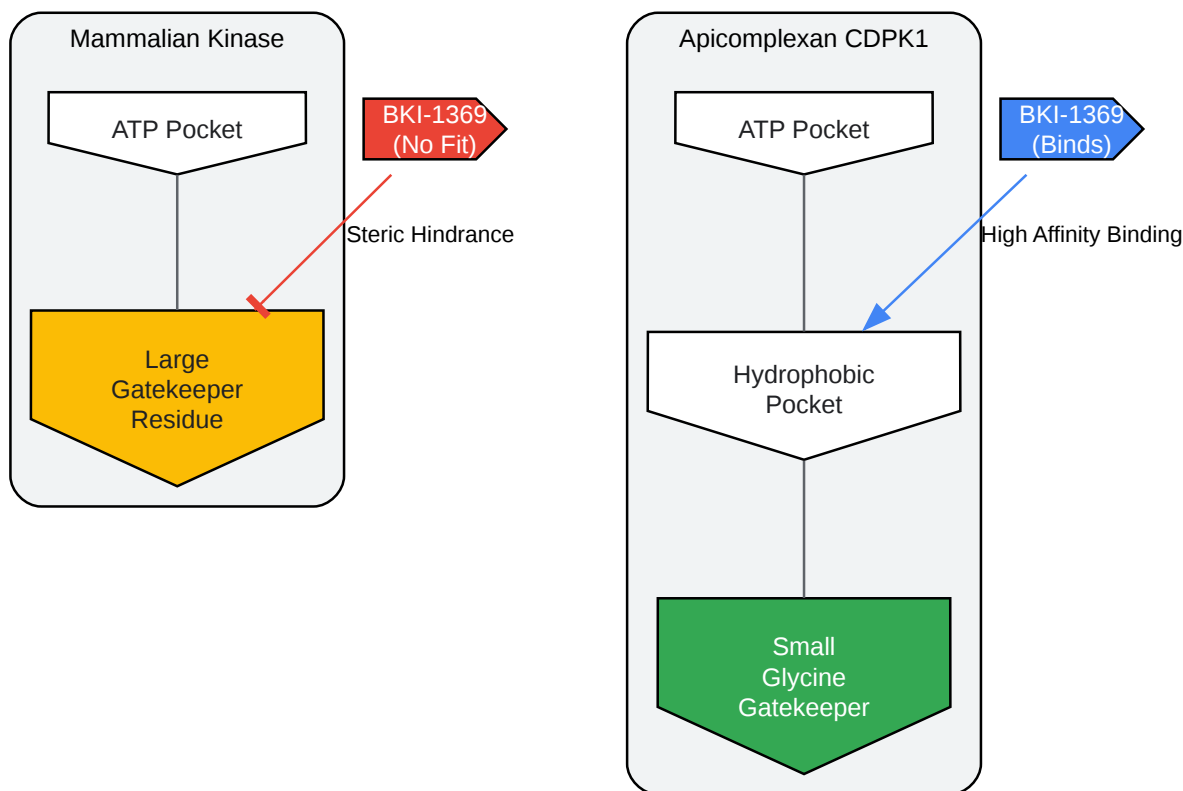 Mammalian Kinase
ATP Pocket
BKI-1369
(No Fit)
Steric Hindrance
Large
Gatekeeper
Residue
Apicomplexan CDPK1
ATP Pocket
BKI-1369
(Binds)
High Affinity Binding
Hydrophobic
Pocket
Small
Glycine
Gatekeeper